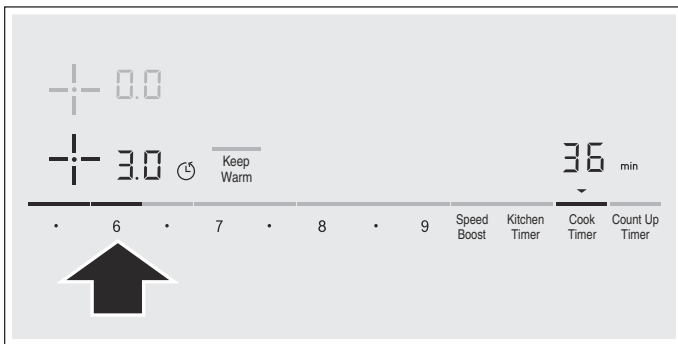 0.0
3.0 Keep Warm 36 min
· 6 · 7 · 8 · 9 Speed Boost Kitchen Timer Cook Timer Count Up Timer